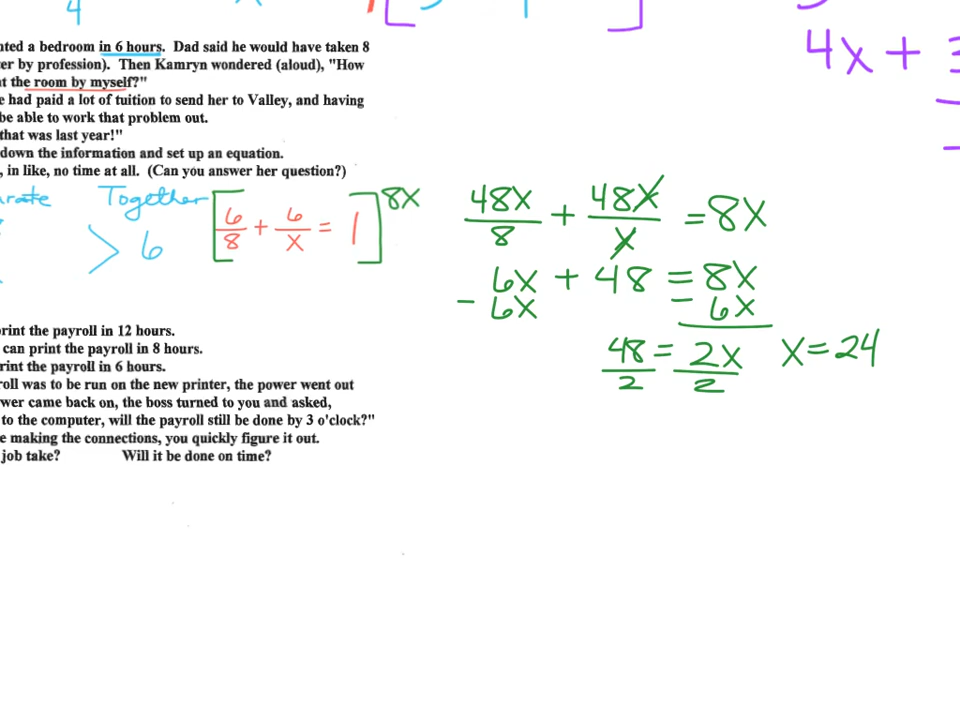 4
4x + 3
nted a bedroom in 6 hours. Dad said he would have taken 8
er by profession). Then Kamryn wondered (aloud), "How
t the room by myself?"
e had paid a lot of tuition to send her to Valley, and having
be able to work that problem out.
that was last year!"
down the information and set up an equation.
, in like, no time at all. (Can you answer her question?)
rate Together [6/8 + 6/x = 1] 8x
> 6
48x/8 + 48x/x = 8x
6x + 48 = 8x
- 6x - 6x
48/2 = 2x/2 x = 24
rint the payroll in 12 hours.
can print the payroll in 8 hours.
rint the payroll in 6 hours.
roll was to be run on the new printer, the power went out
wer came back on, the boss turned to you and asked,
to the computer, will the payroll still be done by 3 o'clock?"
e making the connections, you quickly figure it out.
job take? Will it be done on time?